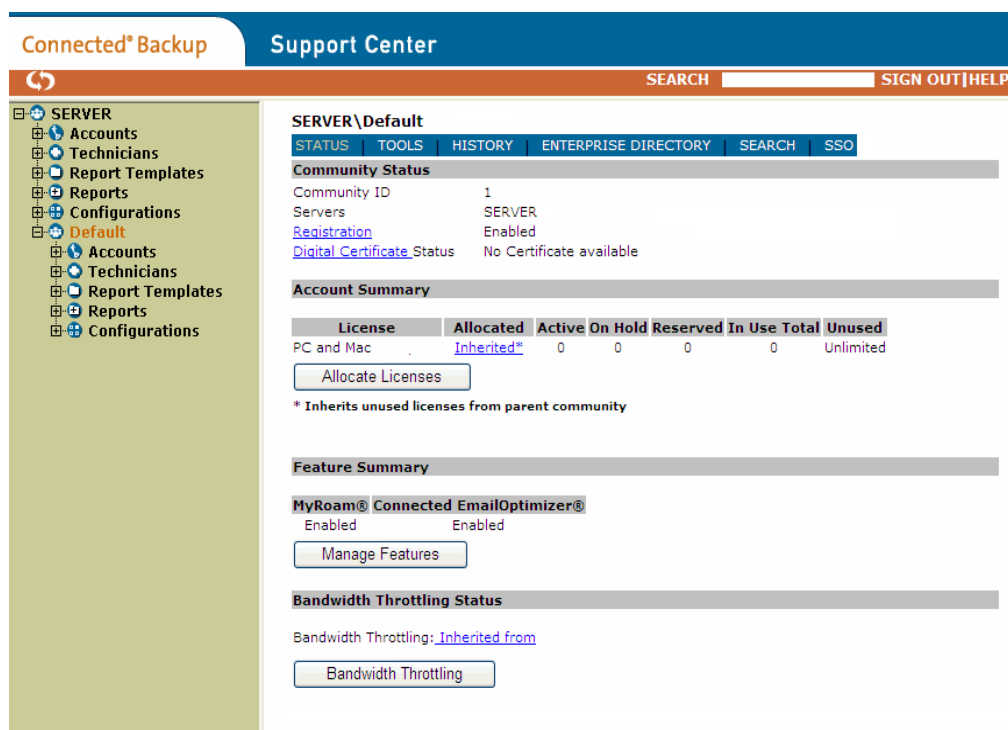 Connected® Backup
Support Center
SEARCH SIGN OUT|HELP
SERVER
Accounts
Technicians
Report Templates
Reports
Configurations
Default
Accounts
Technicians
Report Templates
Reports
Configurations
SERVER\Default
STATUS | TOOLS | HISTORY | ENTERPRISE DIRECTORY | SEARCH | SSO
Community Status
Community ID 1
Servers SERVER
Registration Enabled
Digital Certificate Status No Certificate available
Account Summary
License Allocated Active On Hold Reserved In Use Total Unused
PC and Mac . Inherited* 0 0 0 0 Unlimited
Allocate Licenses
* Inherits unused licenses from parent community
Feature Summary
MyRoam® Connected EmailOptimizer®
Enabled Enabled
Manage Features
Bandwidth Throttling Status
Bandwidth Throttling: Inherited from
Bandwidth Throttling